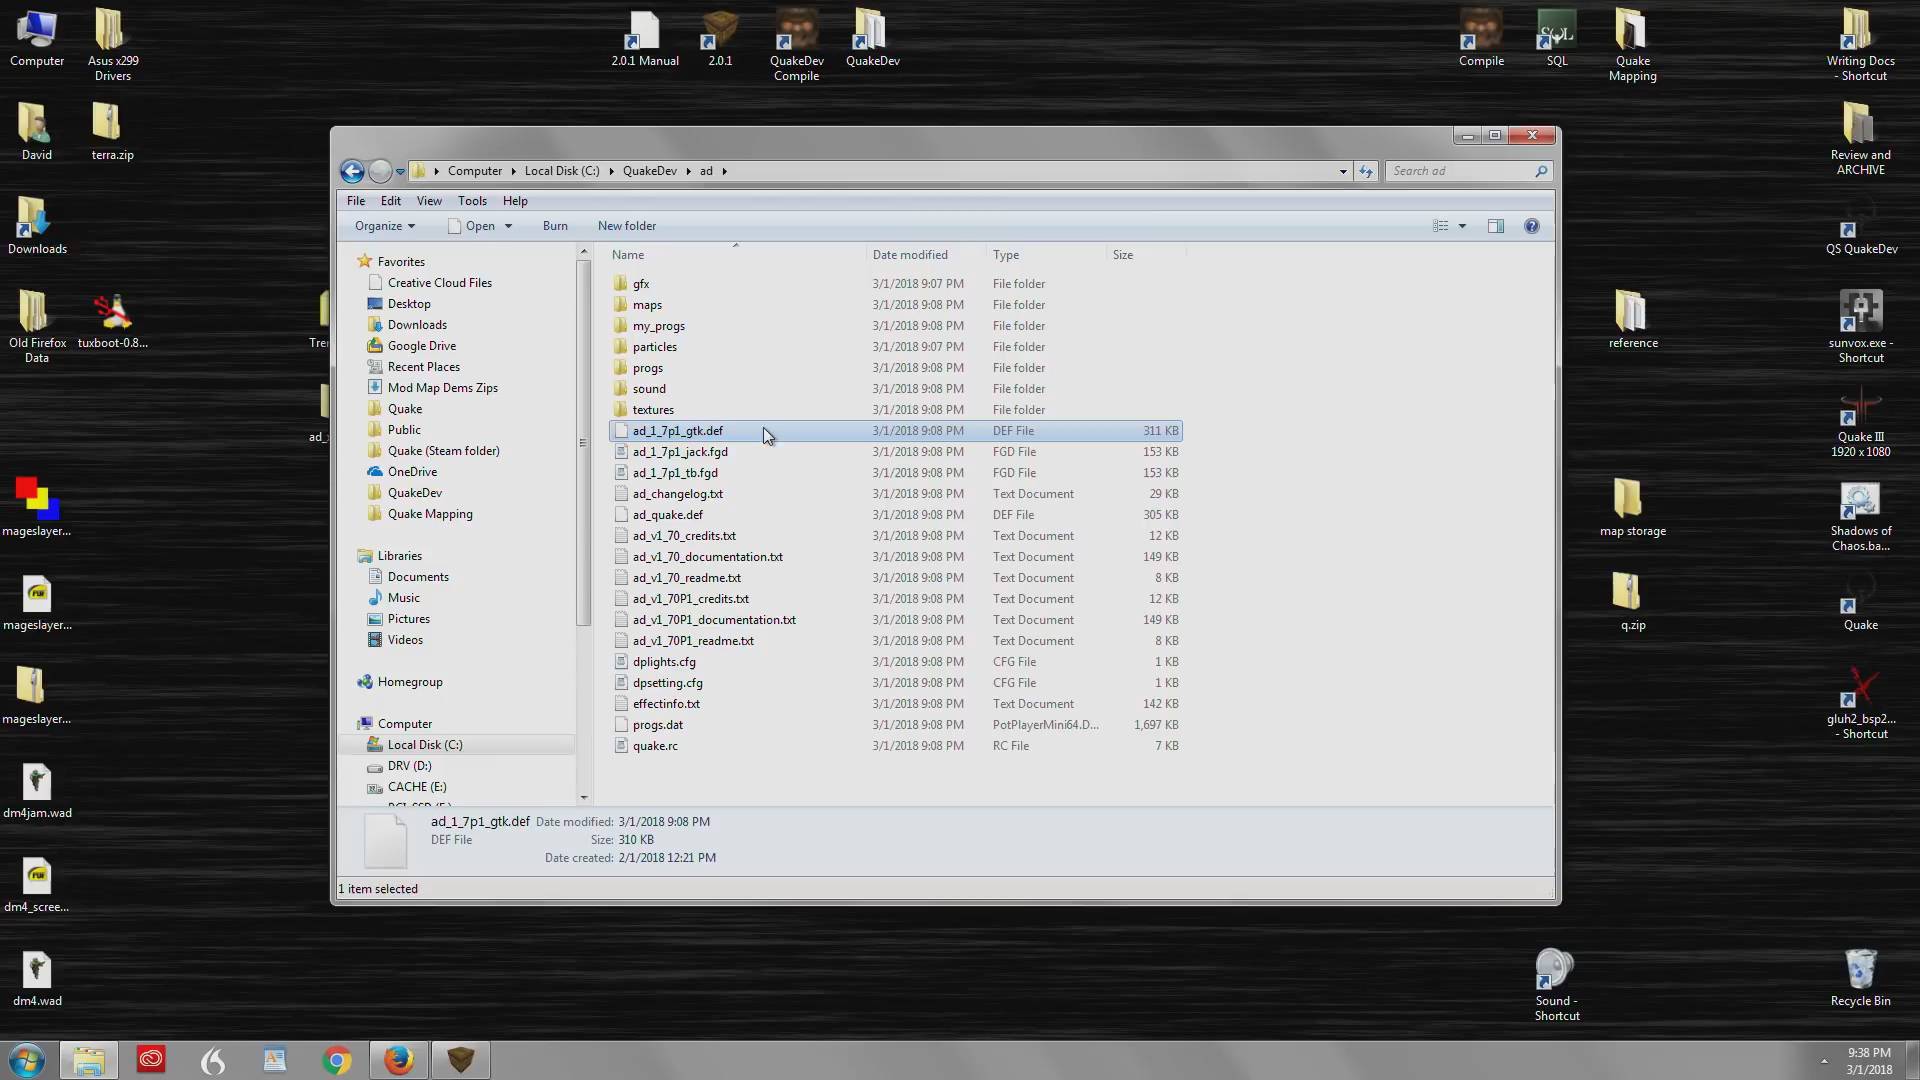 Computer
Asus x299
Drivers
2.0.1 Manual
2.0.1
QuakeDev
Compile
QuakeDev
Compile
SQL
Quake
Mapping
Writing Docs
- Shortcut
David
terra.zip
Review and
ARCHIVE
Downloads
QS QuakeDev
Old Firefox
Data
tuxboot-0.8...
reference
sunvox.exe -
Shortcut
Quake III
1920 x 1080
mageslayer...
map storage
Shadows of
Chaos.ba...
mageslayer...
q.zip
Quake
mageslayer...
gluh2_bsp2...
- Shortcut
dm4jam.wad
dm4_scree...
dm4.wad
Sound -
Shortcut
Recycle Bin
Computer Local Disk (C:) QuakeDev ad
Search ad
File Edit View Tools Help
Organize Open Burn New folder
Favorites
Creative Cloud Files
Desktop
Downloads
Google Drive
Recent Places
Mod Map Dems Zips
Quake
Public
Quake (Steam folder)
OneDrive
QuakeDev
Quake Mapping
Libraries
Documents
Music
Pictures
Videos
Homegroup
Computer
Local Disk (C:)
DRV (D:)
CACHE (E:)
Name Date modified Type Size
gfx 3/1/2018 9:07 PM File folder
maps 3/1/2018 9:08 PM File folder
my_progs 3/1/2018 9:08 PM File folder
particles 3/1/2018 9:07 PM File folder
progs 3/1/2018 9:08 PM File folder
sound 3/1/2018 9:08 PM File folder
textures 3/1/2018 9:08 PM File folder
ad_1_7p1_gtk.def 3/1/2018 9:08 PM DEF File 311 KB
ad_1_7p1_jack.fgd 3/1/2018 9:08 PM FGD File 153 KB
ad_1_7p1_tb.fgd 3/1/2018 9:08 PM FGD File 153 KB
ad_changelog.txt 3/1/2018 9:08 PM Text Document 29 KB
ad_quake.def 3/1/2018 9:08 PM DEF File 305 KB
ad_v1_70_credits.txt 3/1/2018 9:08 PM Text Document 12 KB
ad_v1_70_documentation.txt 3/1/2018 9:08 PM Text Document 149 KB
ad_v1_70_readme.txt 3/1/2018 9:08 PM Text Document 8 KB
ad_v1_70P1_credits.txt 3/1/2018 9:08 PM Text Document 12 KB
ad_v1_70P1_documentation.txt 3/1/2018 9:08 PM Text Document 149 KB
ad_v1_70P1_readme.txt 3/1/2018 9:08 PM Text Document 8 KB
dplights.cfg 3/1/2018 9:08 PM CFG File 1 KB
dpsetting.cfg 3/1/2018 9:08 PM CFG File 1 KB
effectinfo.txt 3/1/2018 9:08 PM Text Document 142 KB
progs.dat 3/1/2018 9:08 PM PotPlayerMini64.D... 1,697 KB
quake.rc 3/1/2018 9:08 PM RC File 7 KB
ad_1_7p1_gtk.def Date modified: 3/1/2018 9:08 PM
DEF File Size: 310 KB
Date created: 2/1/2018 12:21 PM
1 item selected
9:38 PM
3/1/2018